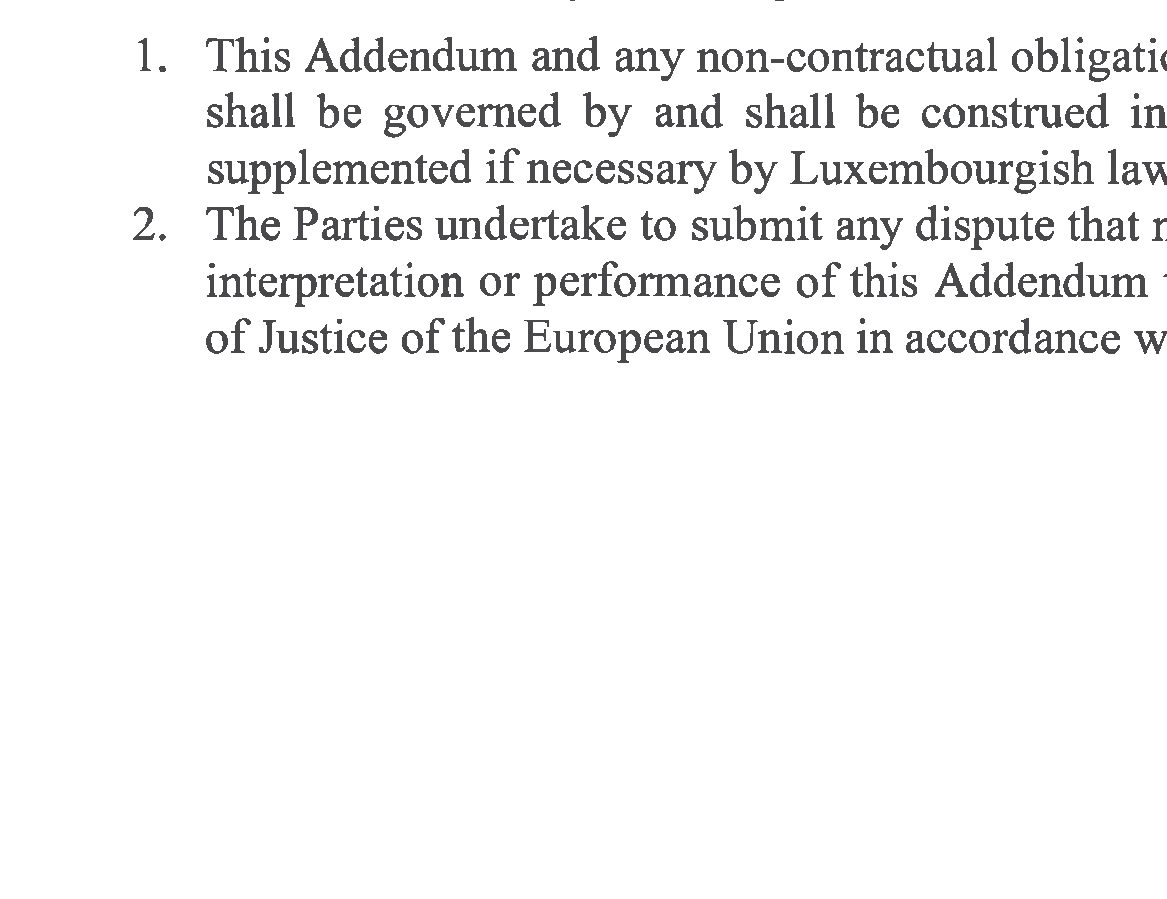 1. This Addendum and any non-contractual
shall be governed by and shall be construed in
supplemented if necessary by Luxembourgish law
2. The Parties undertake to submit any dispute that
interpretation or performance of this Addendum
of Justice of the European Union in accordance